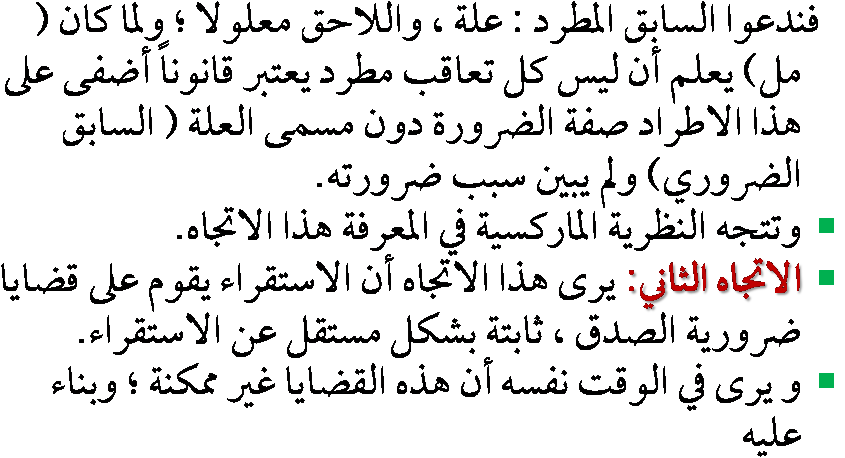 فندعوا السابق المطرد : علة ، واللاحق معلولا ؛ ولما كان (
مل) يعلم أن ليس كل تعاقب مطرد يعتبر قانوناً أضفى على
هذا الاطراد صفة الضرورة دون مسمى العلة ( السابق
الضروري) ولم يبين سبب ضرورته.
وتتجه النظرية الماركسية في المعرفة هذا الاتجاه.
الاتجاه الثاني: يرى هذا الاتجاه أن الاستقراء يقوم على قضايا
ضرورية الصدق ، ثابتة بشكل مستقل عن الاستقراء.
و يرى في الوقت نفسه أن هذه القضايا غير ممكنة ؛ وبناء
عليه